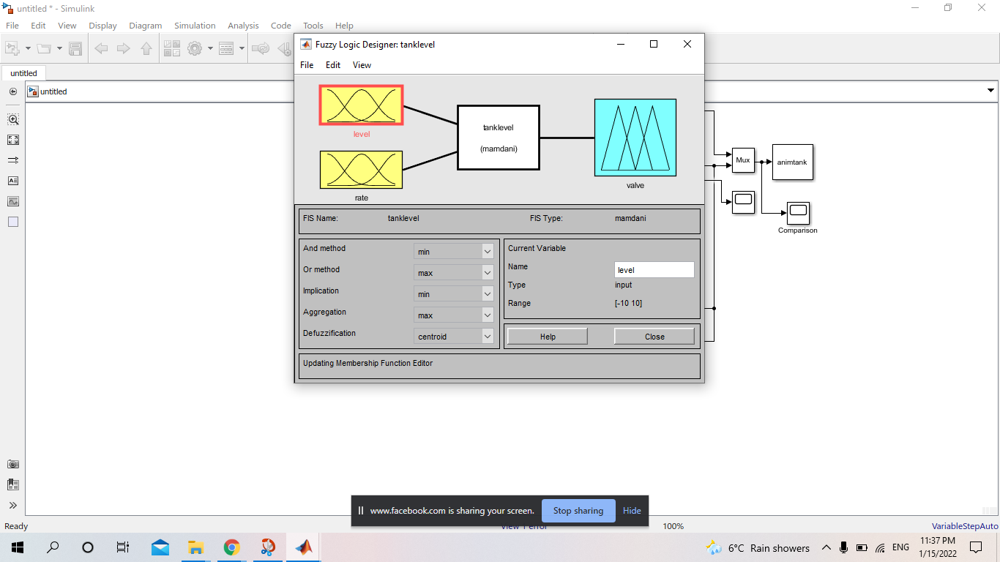 untitled * - Simulink
File Edit View Display Diagram Simulation Analysis Code Tools Help
untitled
untitled
Fuzzy Logic Designer: tanklevel
File Edit View
level
rate
tanklevel
(mamdani)
valve
FIS Name: tanklevel FIS Type: mamdani
And method min
Or method max
Implication min
Aggregation max
Defuzzification centroid
Current Variable
Name level
Type input
Range [-10 10]
Help Close
Updating Membership Function Editor
Mux
animtank
Comparison
www.facebook.com is sharing your screen. Stop sharing Hide
Ready 100% VariableStepAuto
6°C Rain showers ENG
11:37 PM
1/15/2022